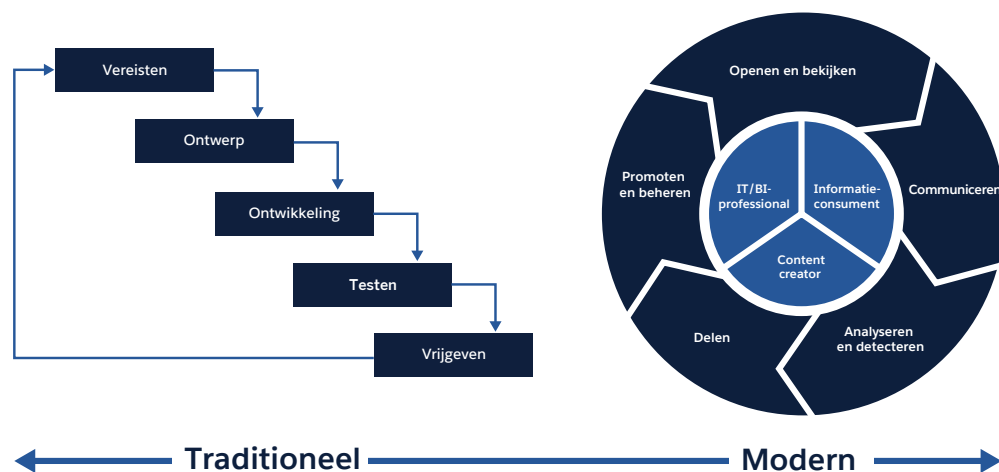 Vereisten
Ontwerp
Ontwikkeling
Testen
Vrijgeven
Openen en bekijken
Communiceren
Analyseren
en detecteren
Delen
Promoten
en beheren
IT/BI-
professional
Informatie-
consument
Content
creator
Traditioneel
Modern